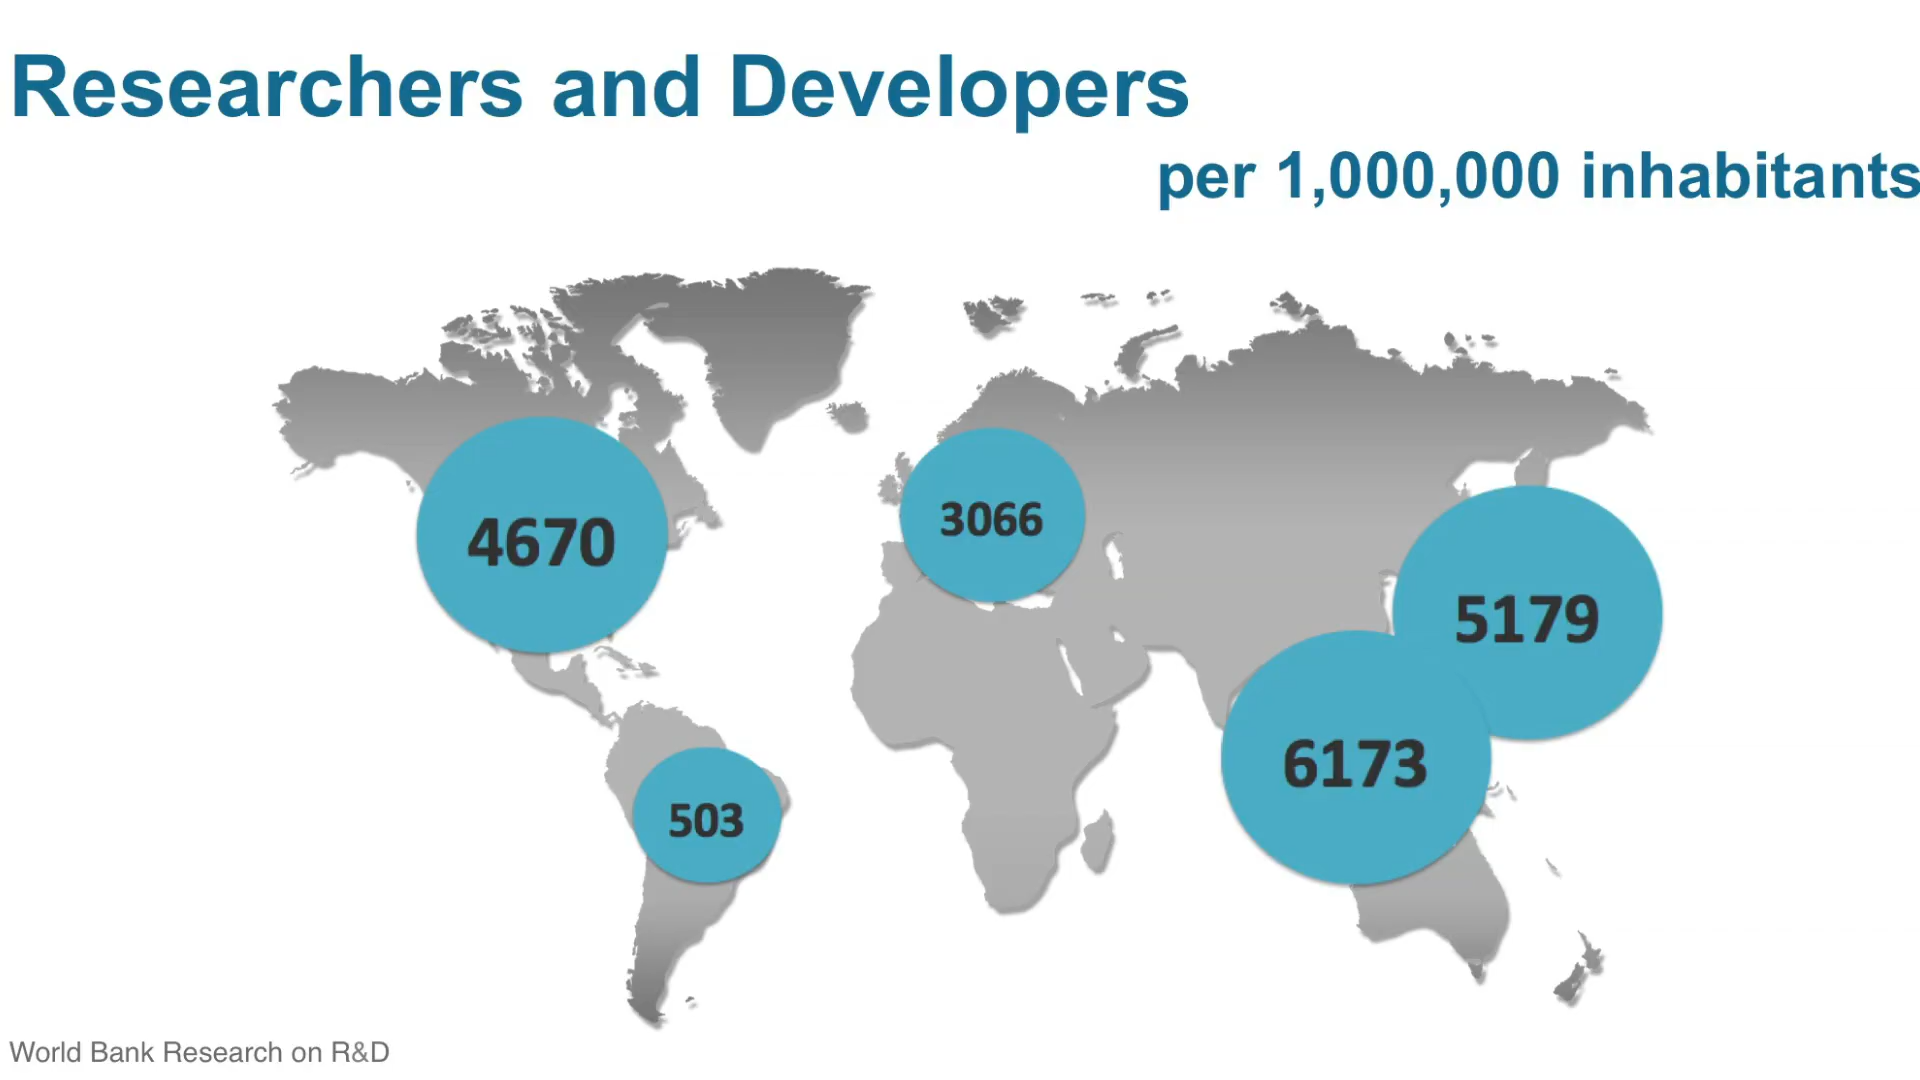 Researchers and Developers
per 1,000,000 inhabitants
4670
3066
5179
6173
503
World Bank Research on R&D